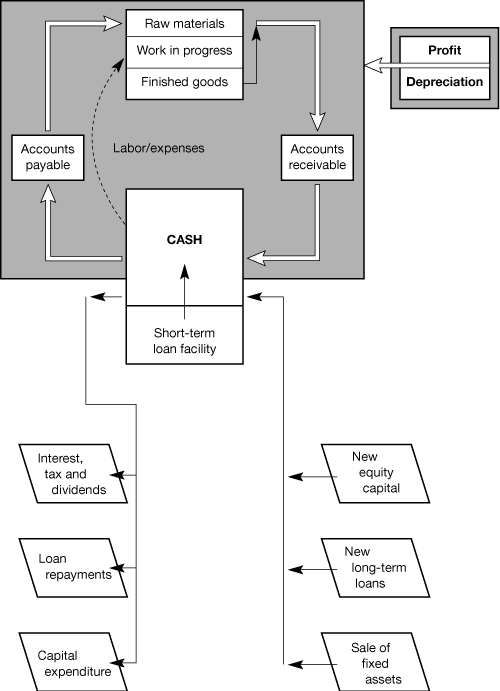 Raw materials
Work in progress
Finished goods
Profit
Depreciation
Accounts
payable
Labor/expenses
Accounts
receivable
CASH
Short-term
loan facility
Interest,
tax and
dividends
Loan
repayments
Capital
expenditure
New
equity
capital
New
long-term
loans
Sale of
fixed
assets